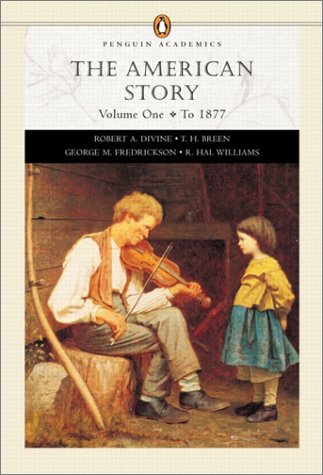 PENGUIN ACADEMICS
THE AMERICAN
STORY
Volume One ❖ To 1877
ROBERT A. DIVINE • T. H. BREEN
GEORGE M. FREDRICKSON • R. HAL WILLIAMS